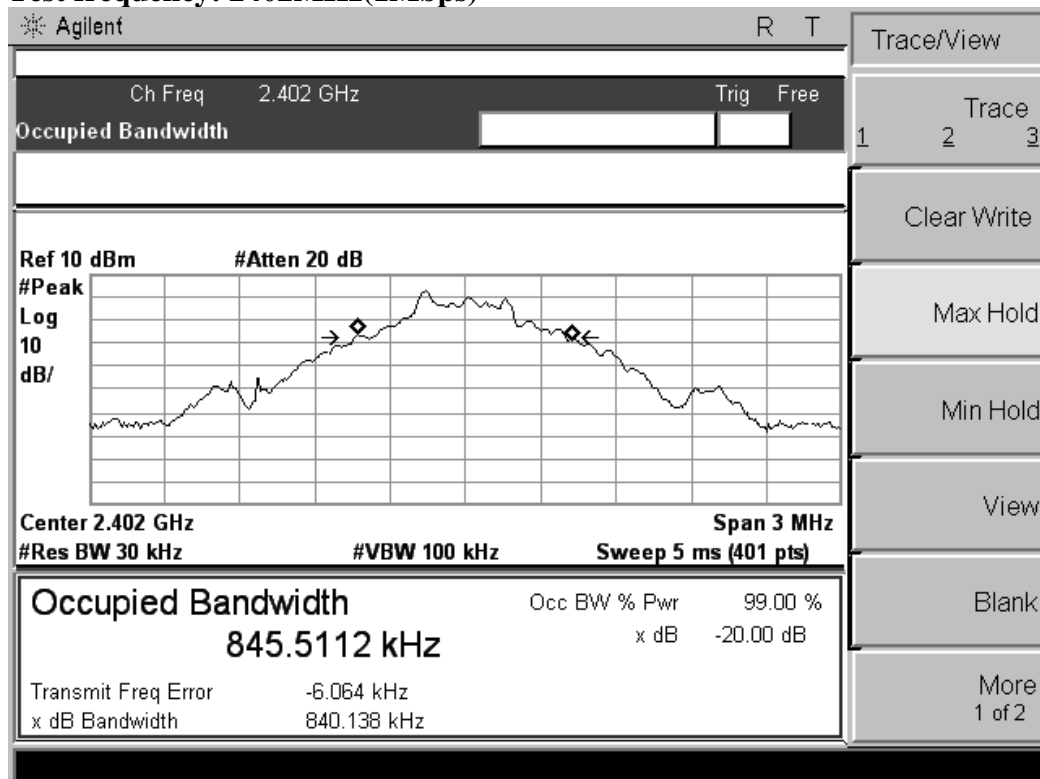 Test frequency: 2402MHz(1Mbps)
Agilent R T
Trace/View
Ch Freq 2.402 GHz Trig Free
Occupied Bandwidth
Trace
1 2 3
Clear Write
Ref 10 dBm #Atten 20 dB
#Peak
Log
10
dB/
Max Hold
Min Hold
View
Center 2.402 GHz Span 3 MHz
#Res BW 30 kHz #VBW 100 kHz Sweep 5 ms (401 pts)
Occupied Bandwidth
845.5112 kHz
Occ BW % Pwr 99.00 %
x dB -20.00 dB
Transmit Freq Error -6.064 kHz
x dB Bandwidth 840.138 kHz
Blank
More
1 of 2